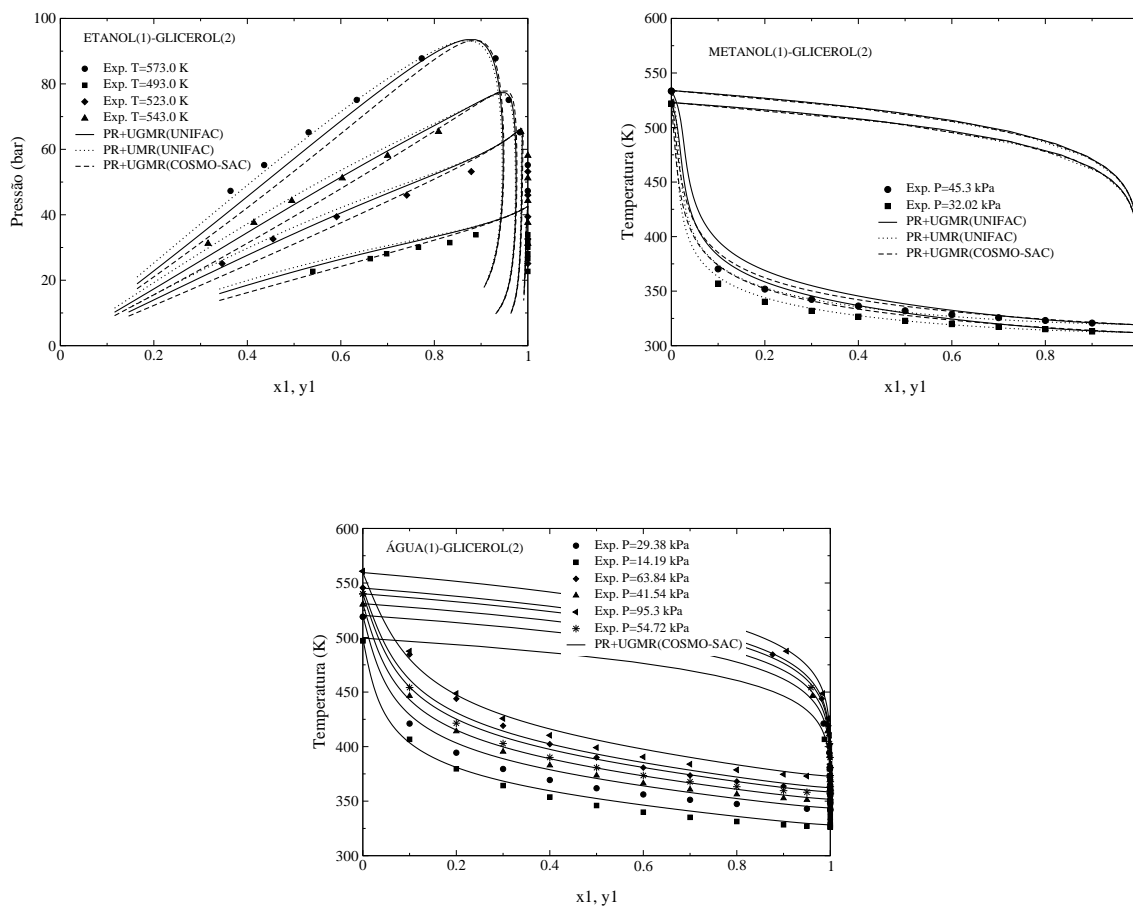 ETANOL(1)-GLICEROL(2)
Exp. T=573.0 K
Exp. T=493.0 K
Exp. T=523.0 K
Exp. T=543.0 K
PR+UGMR(UNIFAC)
PR+UMR(UNIFAC)
PR+UGMR(COSMO-SAC)
Pressão (bar)
100
80
60
40
20
0
0 0.2 0.4 0.6 0.8 1
x1, y1
METANOL(1)-GLICEROL(2)
Exp. P=45.3 kPa
Exp. P=32.02 kPa
PR+UGMR(UNIFAC)
PR+UMR(UNIFAC)
PR+UGMR(COSMO-SAC)
Temperatura (K)
600
550
500
450
400
350
300
0 0.2 0.4 0.6 0.8
x1, y1
ÁGUA(1)-GLICEROL(2)
Exp. P=29.38 kPa
Exp. P=14.19 kPa
Exp. P=63.84 kPa
Exp. P=41.54 kPa
Exp. P=95.3 kPa
Exp. P=54.72 kPa
PR+UGMR(COSMO-SAC)
Temperatura (K)
600
550
500
450
400
350
300
0 0.2 0.4 0.6 0.8 1
x1, y1